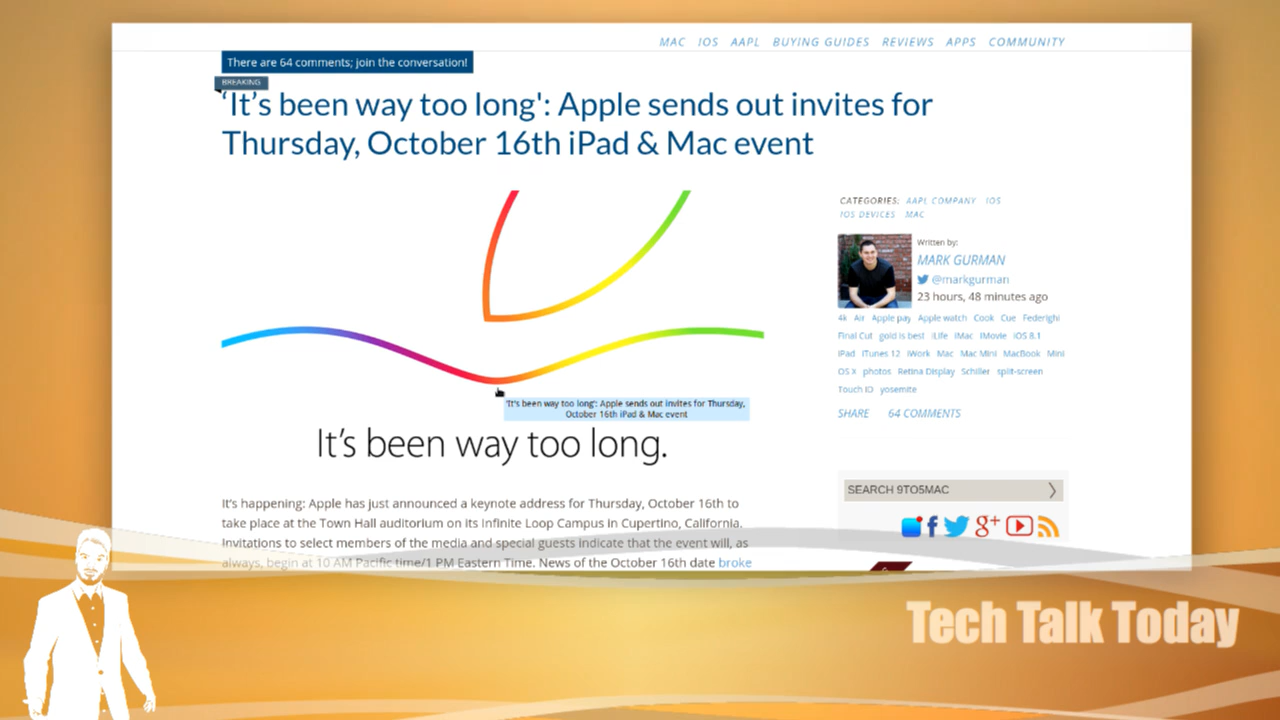 MAC IOS AAPL BUYING GUIDES REVIEWS APPS COMMUNITY
There are 64 comments; join the conversation!
BREAKING
‘It’s been way too long': Apple sends out invites for
Thursday, October 16th iPad & Mac event
CATEGORIES: AAPL COMPANY IOS
IOS DEVICES MAC
Written by:
MARK GURMAN
@markgurman
23 hours, 48 minutes ago
4k Air Apple pay Apple watch Cook Cue Federighi
Final Cut gold is best iLife iMac iMovie iOS 8.1
iPad iTunes 12 iWork Mac Mac Mini MacBook Mini
OS X photos Retina Display Schiller split-screen
Touch ID yosemite
SHARE 64 COMMENTS
'It's been way too long': Apple sends out invites for Thursday,
October 16th iPad & Mac event
It’s been way too long.
SEARCH 9TO5MAC
It’s happening: Apple has just announced a keynote address for Thursday, October 16th to
take place at the Town Hall auditorium on its Infinite Loop Campus in Cupertino, California.
Invitations to select members of the media and special guests indicate that the event will, as
always, begin at 10 AM Pacific time/1 PM Eastern Time. News of the October 16th date broke
Tech Talk Today